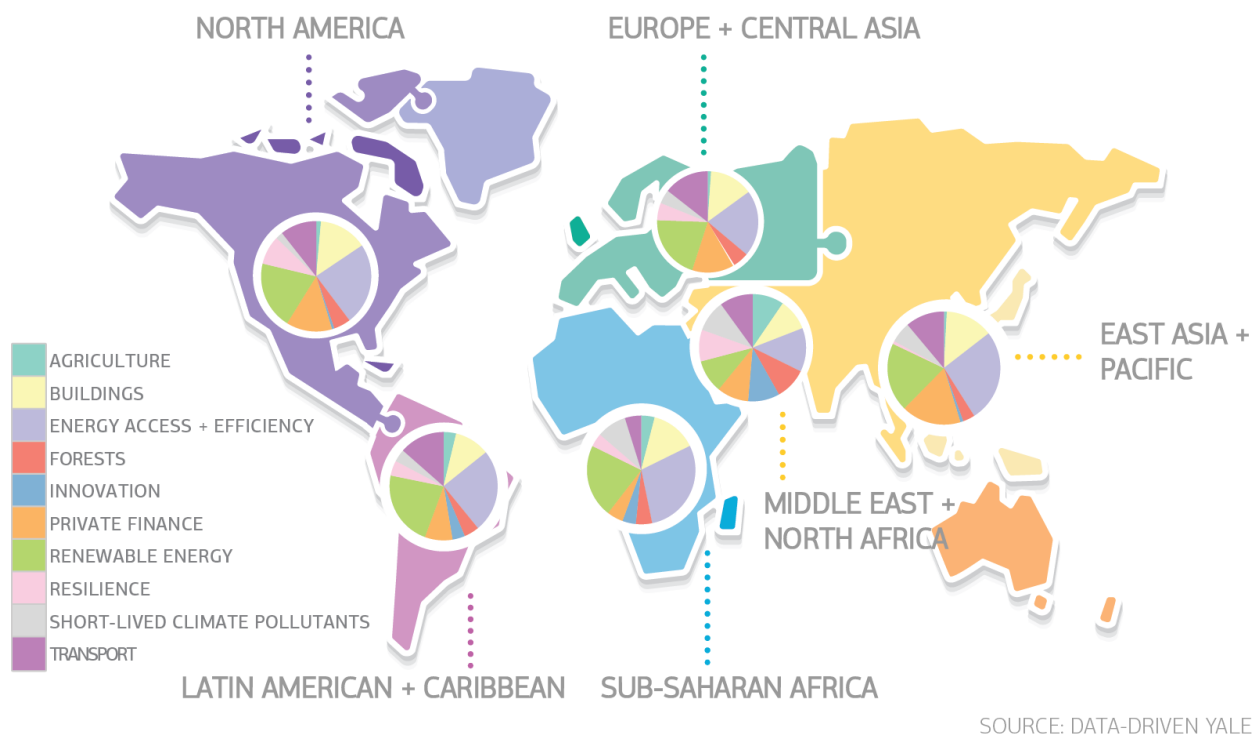 NORTH AMERICA
EUROPE + CENTRAL ASIA
EAST ASIA +
PACIFIC
AGRICULTURE
BUILDINGS
ENERGY ACCESS + EFFICIENCY
FORESTS
INNOVATION
PRIVATE FINANCE
RENEWABLE ENERGY
RESILIENCE
SHORT-LIVED CLIMATE POLLUTANTS
TRANSPORT
MIDDLE EAST +
NORTH AFRICA
LATIN AMERICAN + CARIBBEAN
SUB-SAHARAN AFRICA
SOURCE: DATA-DRIVEN YALE